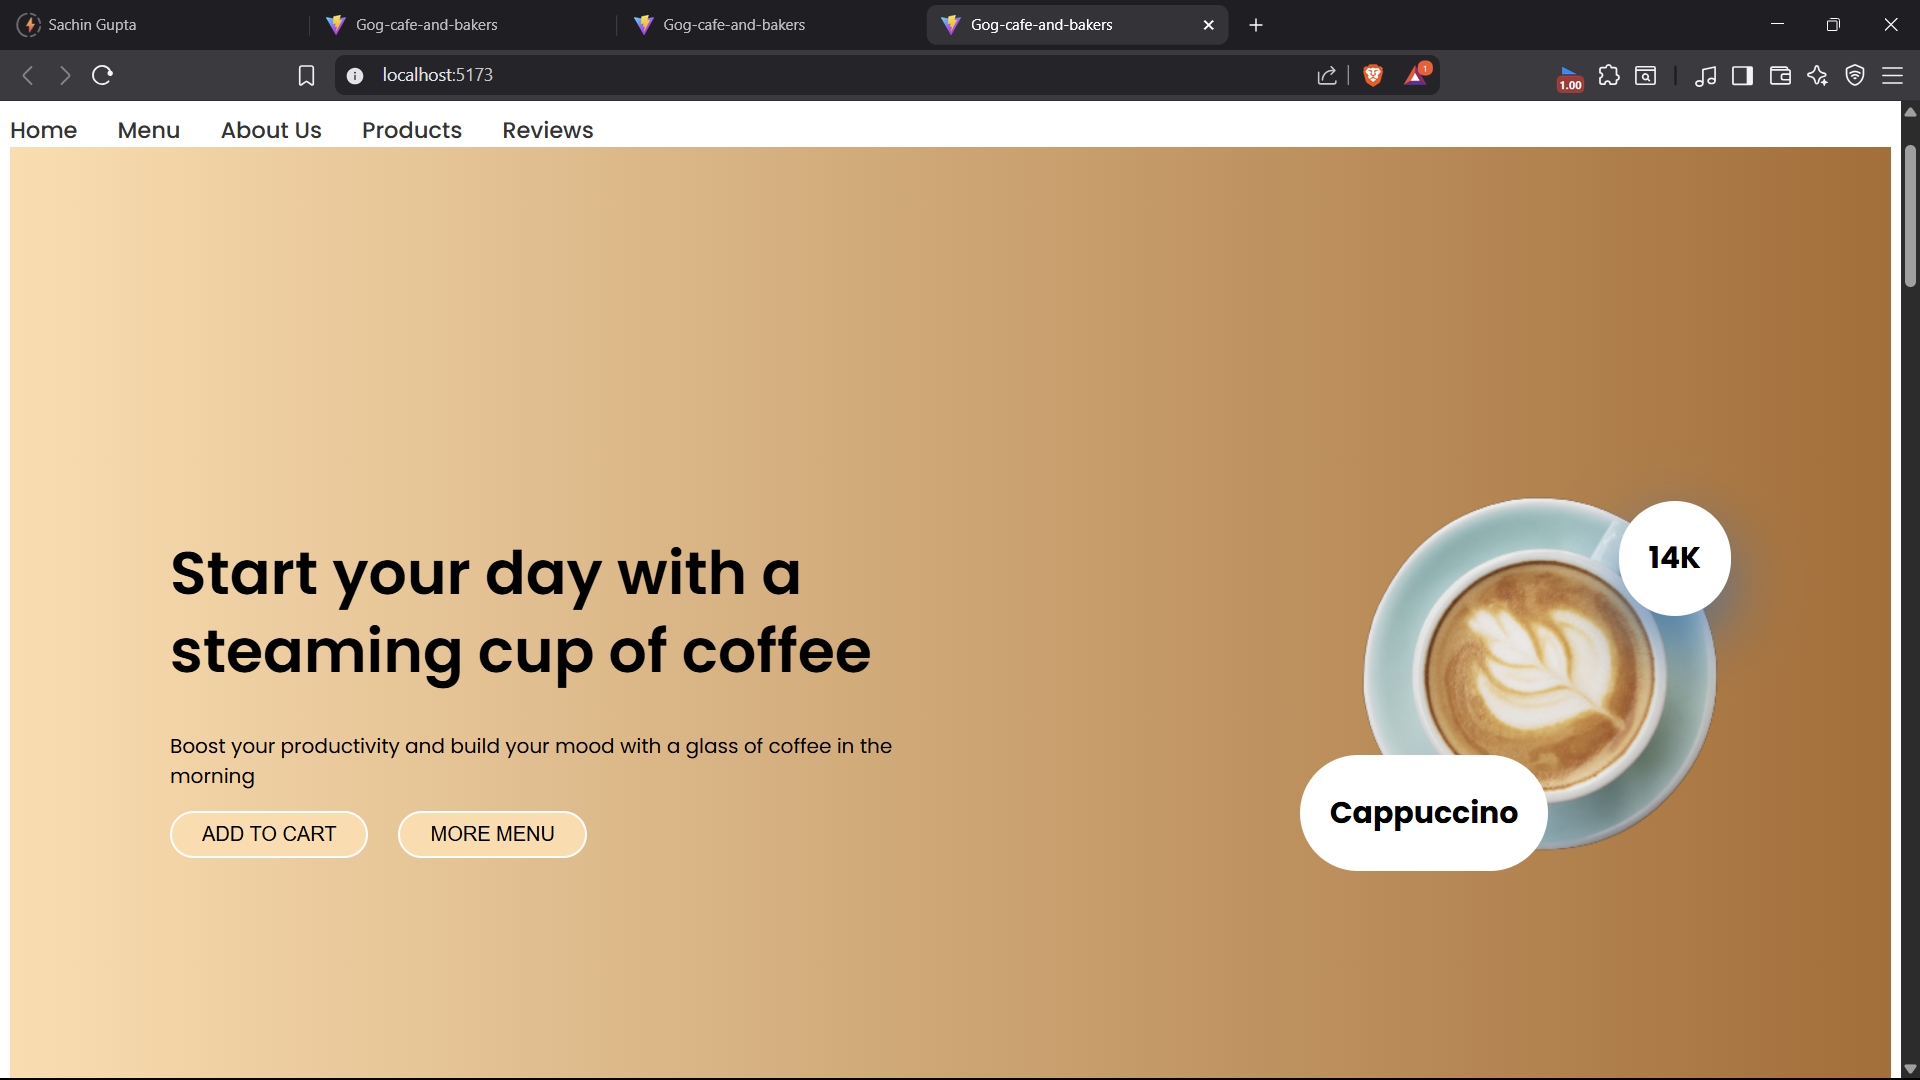 Sachin Gupta
Gog-cafe-and-bakers
Gog-cafe-and-bakers
Gog-cafe-and-bakers
localhost:5173
1
1.00
Home Menu About Us Products Reviews
Start your day with a
steaming cup of coffee
Boost your productivity and build your mood with a glass of coffee in the
morning
ADD TO CART
MORE MENU
14K
Cappuccino